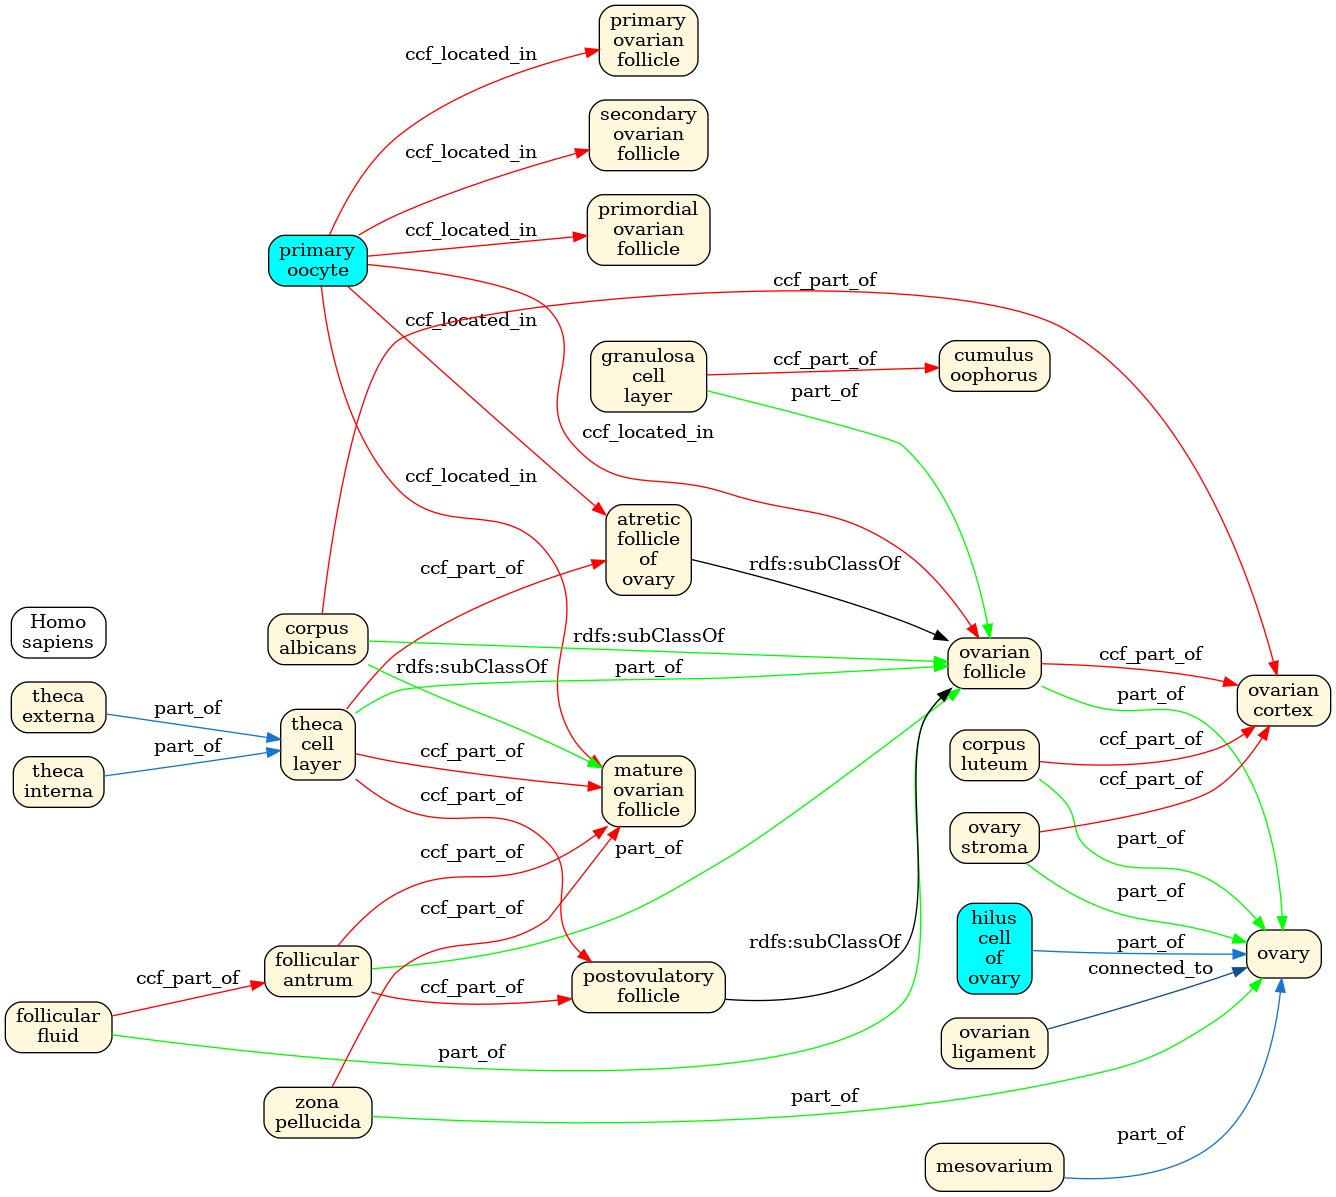 primary
ovarian
follicle
ccf_located_in
secondary
ovarian
follicle
ccf_located_in
primordial
ovarian
follicle
ccf_located_in
primary
oocyte
ccf_part_of
ccf_located_in
granulosa
cell
layer
ccf_part_of
cumulus
oophorus
part_of
ccf_located_in
ccf_located_in
atretic
follicle
of
ovary
ccf_part_of
rdfs:subClassOf
Homo
sapiens
corpus
albicans
rdfs:subClassOf
rdfs:subClassOf
part_of
ovarian
follicle
ccf_part_of
part_of
ovarian
cortex
theca
externa
part_of
theca
interna
part_of
theca
cell
layer
ccf_part_of
ccf_part_of
mature
ovarian
follicle
corpus
luteum
ccf_part_of
ccf_part_of
ovary
stroma
part_of
part_of
ccf_part_of
part_of
ccf_part_of
hilus
cell
of
ovary
part_of
ovary
connected_to
rdfs:subClassOf
follicular
antrum
ccf_part_of
ccf_part_of
postovulatory
follicle
follicular
fluid
part_of
ovarian
ligament
zona
pellucida
part_of
part_of
mesovarium